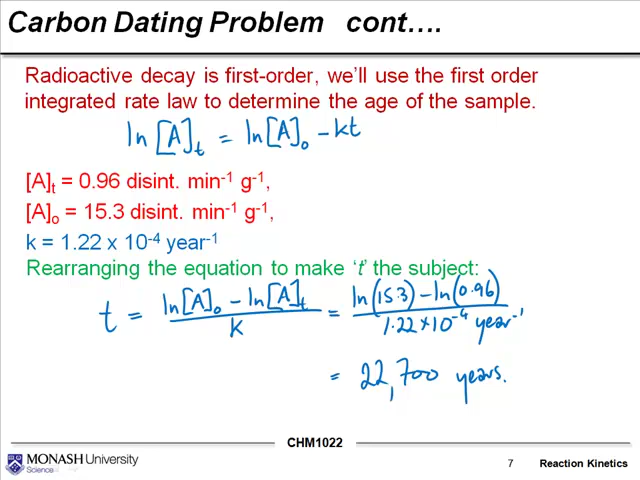 Carbon Dating Problem cont….
Radioactive decay is first-order, we'll use the first order
integrated rate law to determine the age of the sample.
ln[A]t = ln[A]o - kt
[A]t = 0.96 disint. min-1 g-1,
[A]o = 15.3 disint. min-1 g-1,
k = 1.22 x 10-4 year-1
Rearranging the equation to make 't' the subject:
t = ln[A]o - ln[A]t / k = ln(15.3) - ln(0.96) / 1.22 × 10-4 year-1
= 22,700 years.
CHM1022
MONASH University
Science
7 Reaction Kinetics